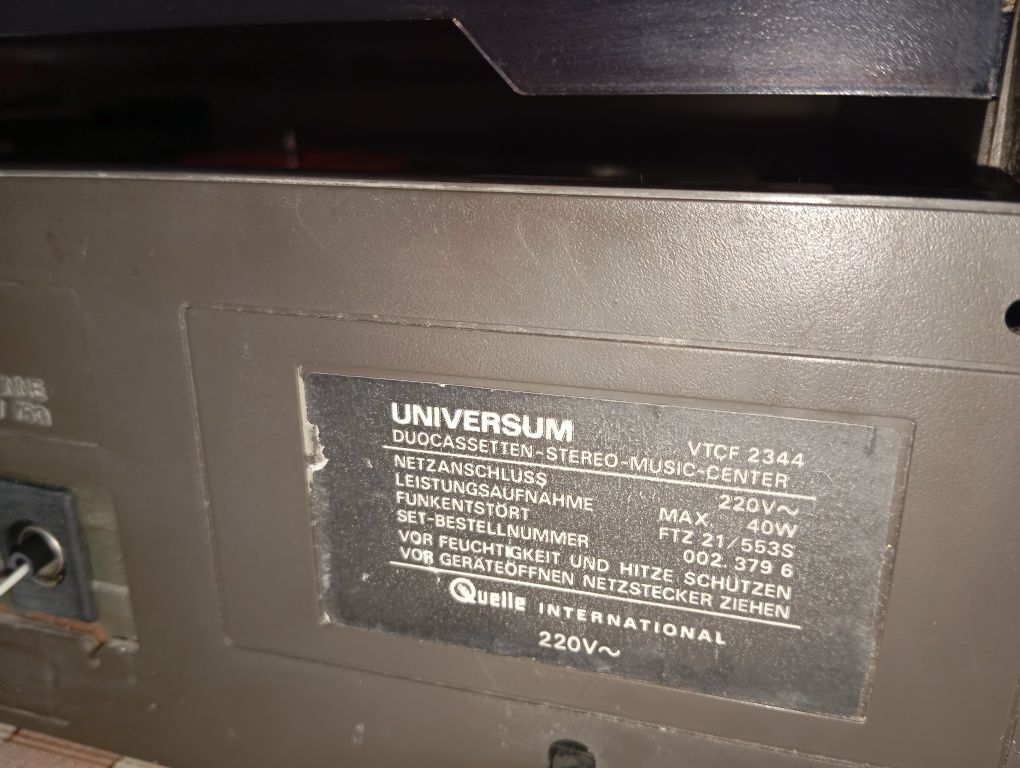 UNIVERSUM VTCF 2344
DUOCASSETTEN-STEREO-MUSIC-CENTER
NETZANSCHLUSS 220V~
LEISTUNGSAUFNAHME MAX. 40W
FUNKENTSTÖRT FTZ 21/553S
SET-BESTELLNUMMER 002.379 6
VOR FEUCHTIGKEIT UND HITZE SCHÜTZEN
VOR GERÄTEÖFFNEN NETZSTECKER ZIEHEN
Quelle INTERNATIONAL
220V~